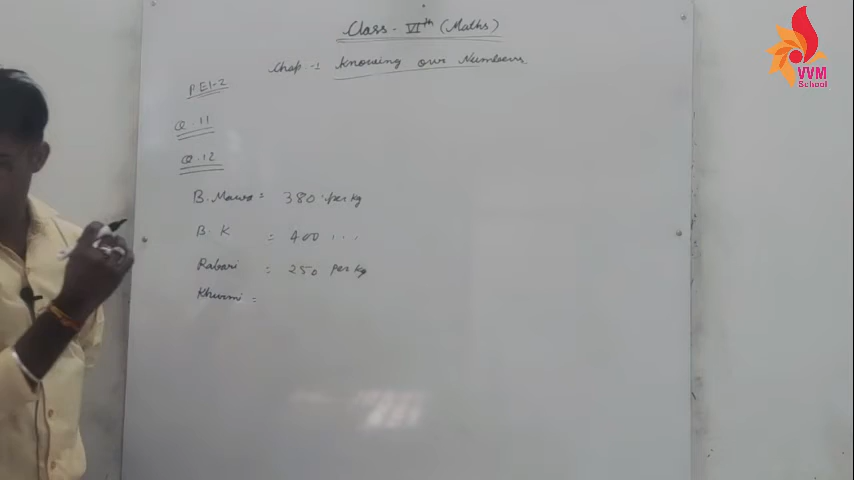 Class - VIth (Maths)
Chap - 1 Knowing our Numbers
P.E1-2
Q.11
Q.12
B. Mawa = 380 per kg
B. K = 400 ...
Rabari = 250 per kg
Khurmi =
VVM
School